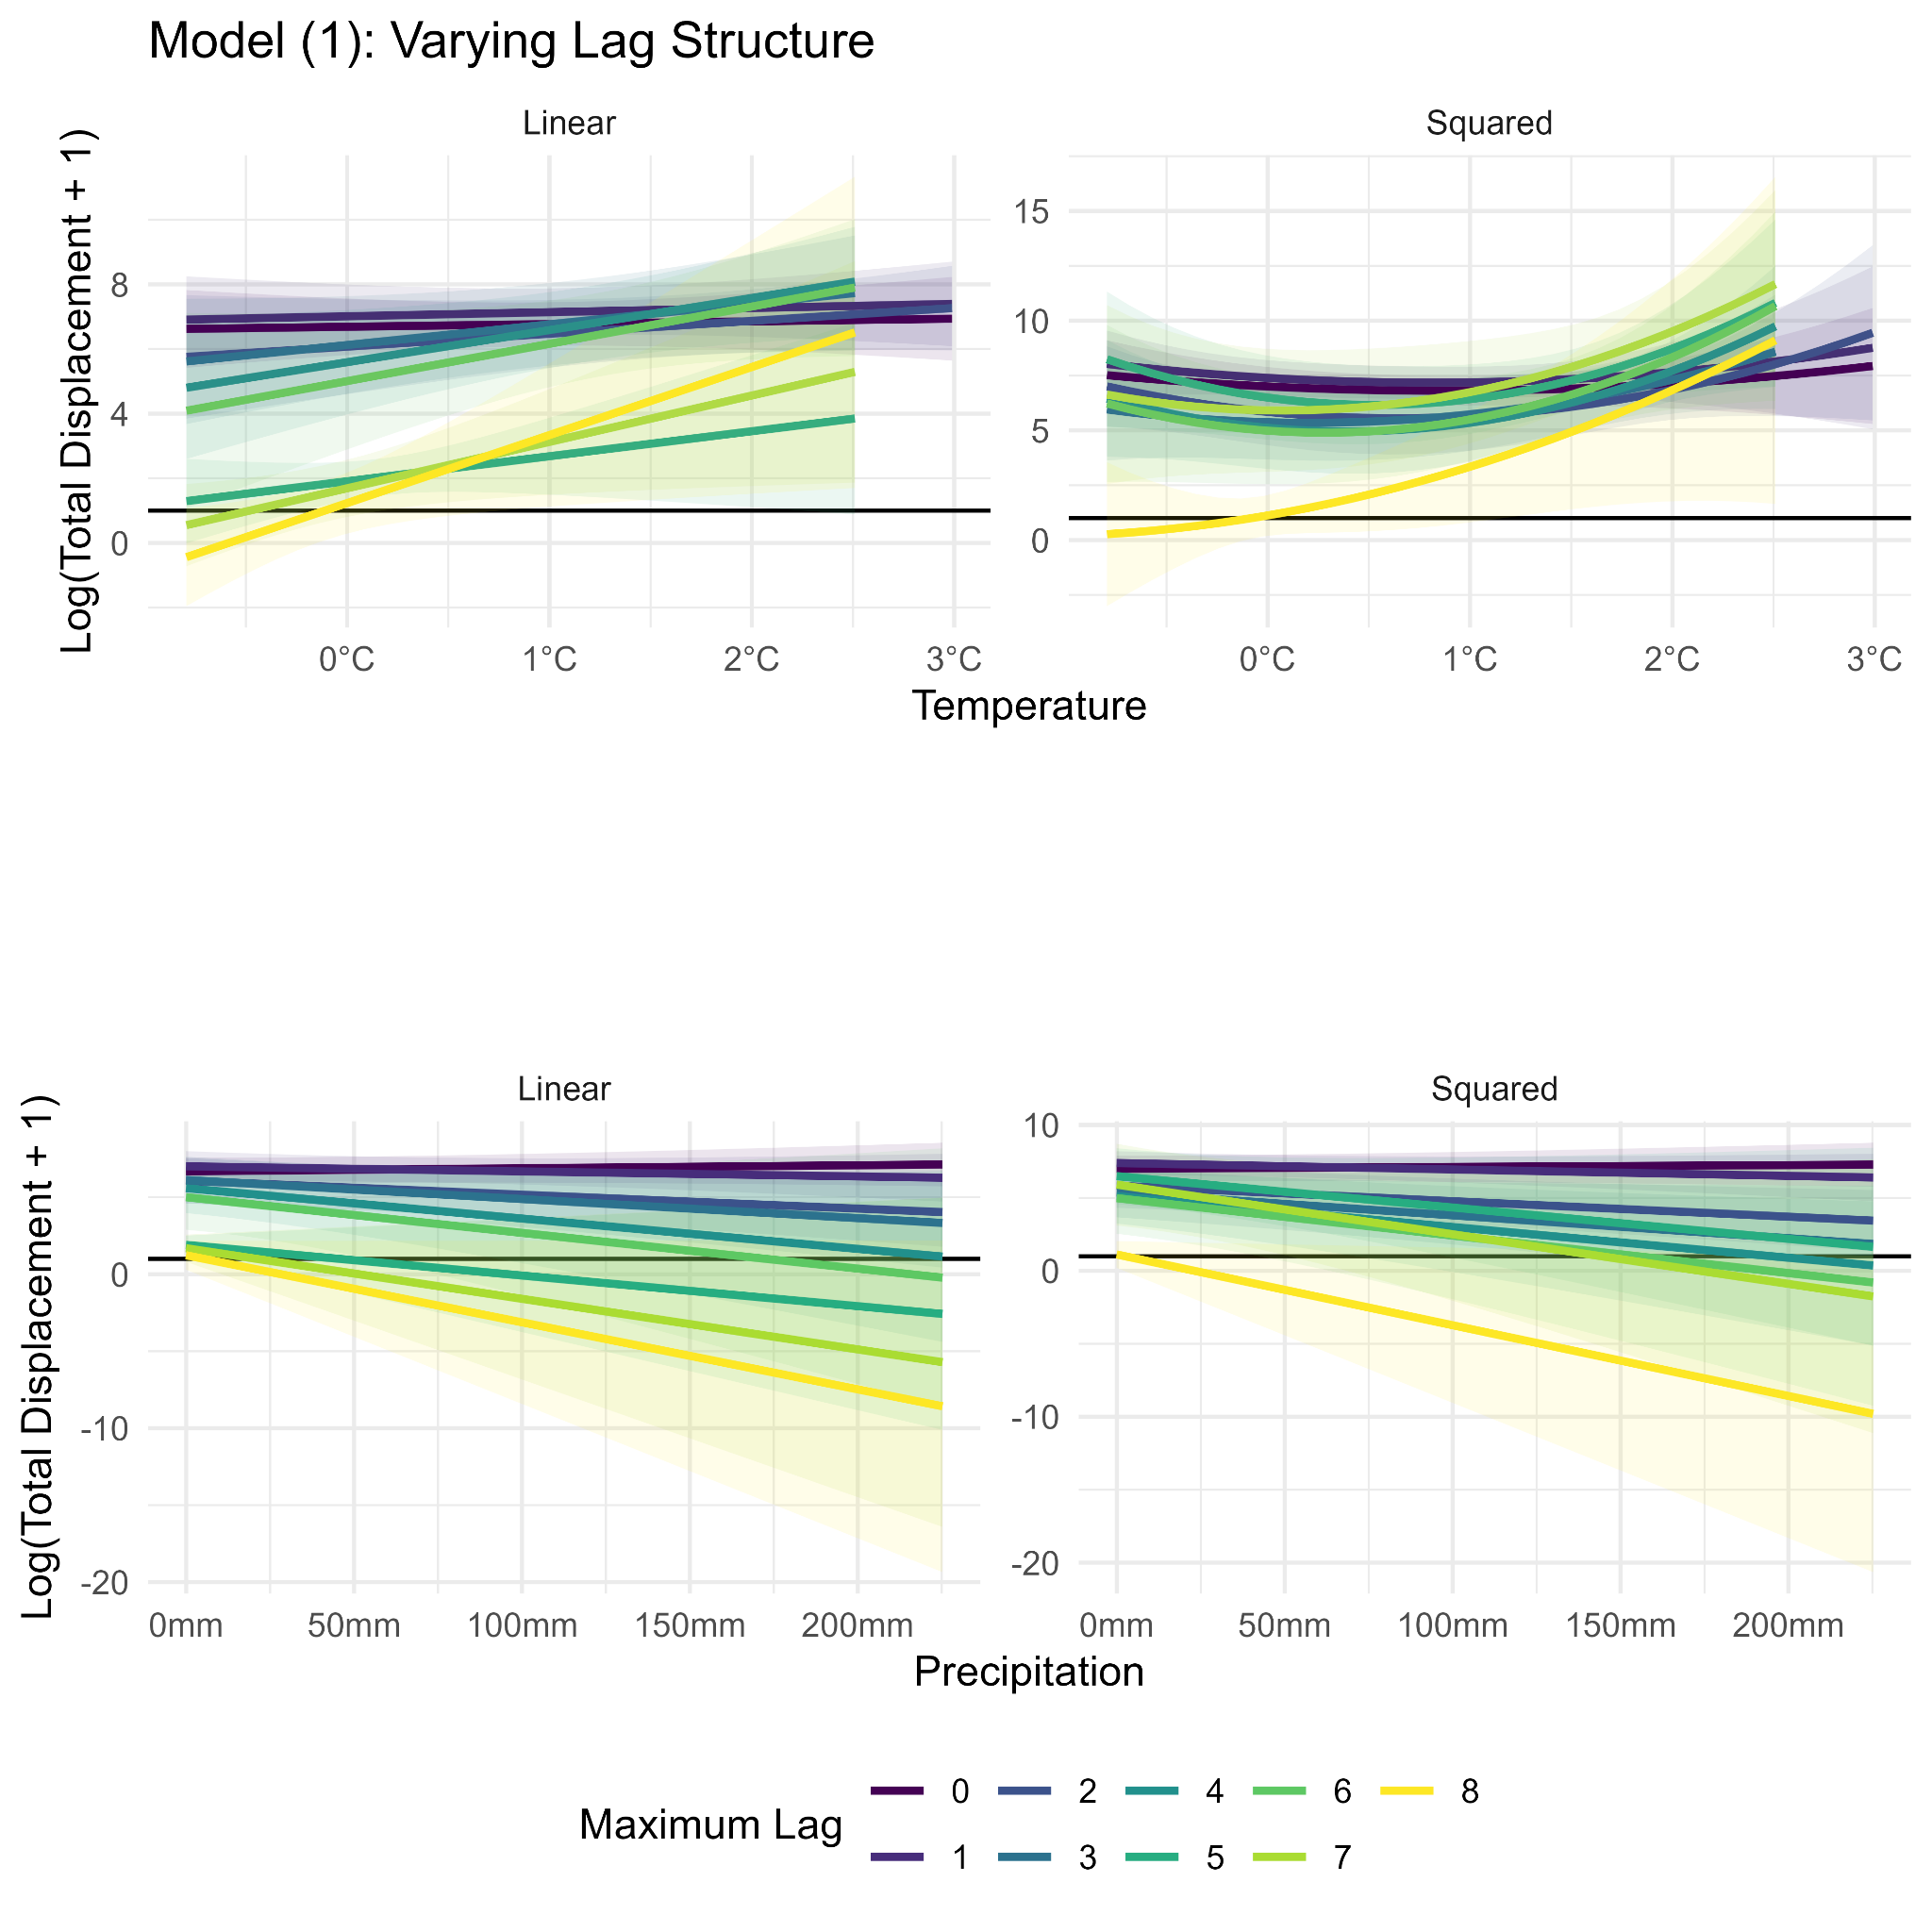 Model (1): Varying Lag Structure
Linear
Squared
Log(Total Displacement + 1)
8
4
0
15
10
5
0
0°C 1°C 2°C 3°C
0°C 1°C 2°C 3°C
Temperature
Linear
Squared
Log(Total Displacement + 1)
0
-10
-20
10
0
-10
-20
0mm 50mm 100mm 150mm 200mm
0mm 50mm 100mm 150mm 200mm
Precipitation
Maximum Lag
0 2 4 6 8
1 3 5 7